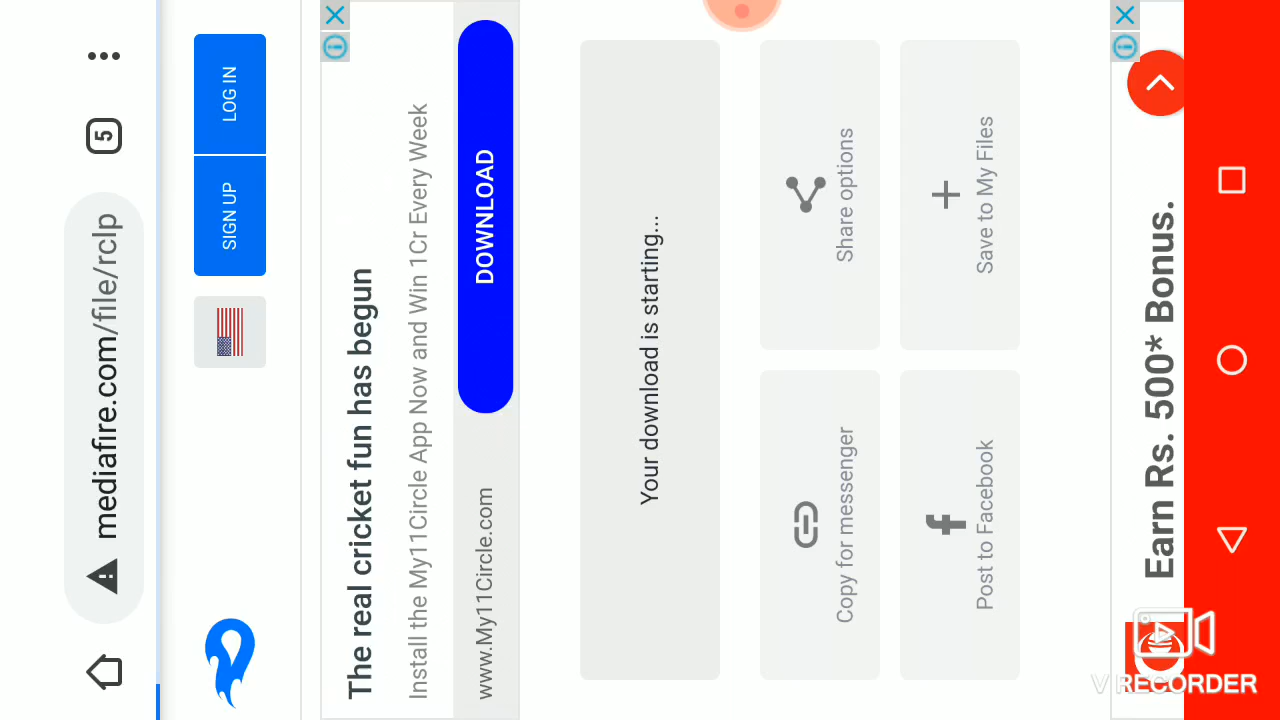 mediafire.com/file/rclp
5
SIGN UP
LOG IN
The real cricket fun has begun
Install the My11Circle App Now and Win 1Cr Every Week
www.My11Circle.com
DOWNLOAD
Your download is starting...
Copy for messenger
Share options
Post to Facebook
Save to My Files
Earn Rs. 500* Bonus.
V RECORDER